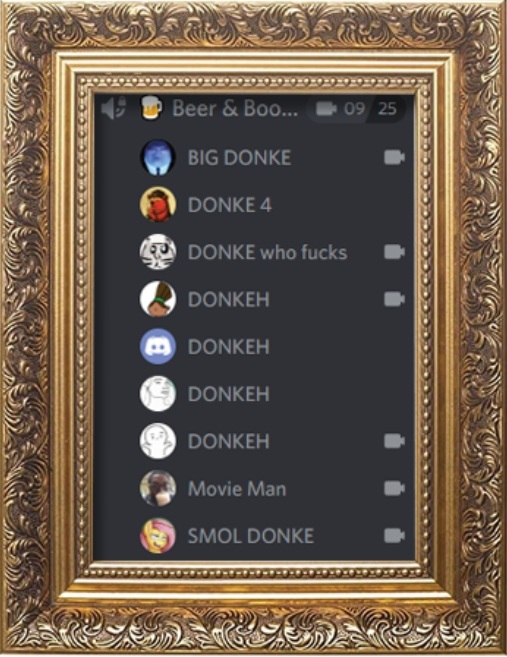 Beer & Boo... 09 25
BIG DONKE
DONKE 4
DONKE who fucks
DONKEH
DONKEH
DONKEH
DONKEH
Movie Man
SMOL DONKE